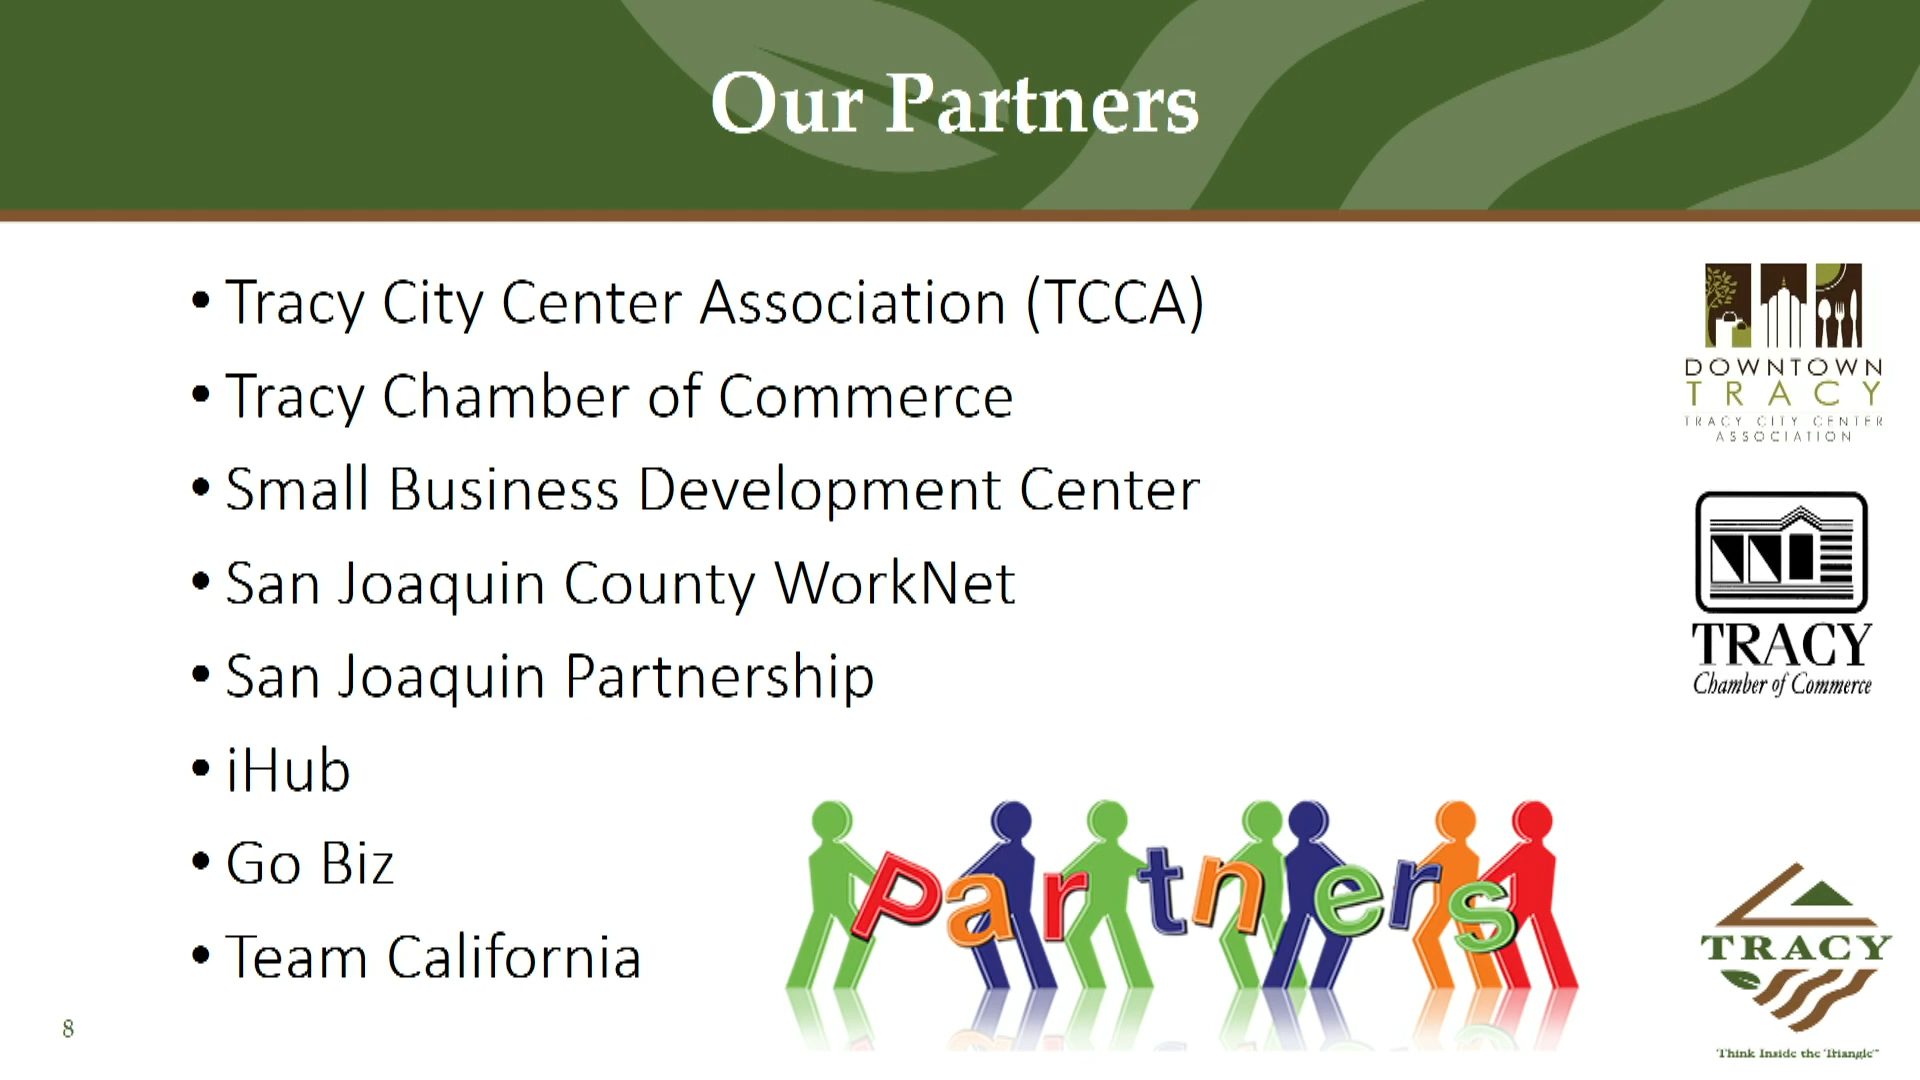 Our Partners
• Tracy City Center Association (TCCA)
• Tracy Chamber of Commerce
• Small Business Development Center
• San Joaquin County WorkNet
• San Joaquin Partnership
• iHub
• Go Biz
• Team California
DOWNTOWN
TRACY
TRACY CITY CENTER
ASSOCIATION
TRACY
Chamber of Commerce
Partners
TRACY
Think Inside the Triangle™
8